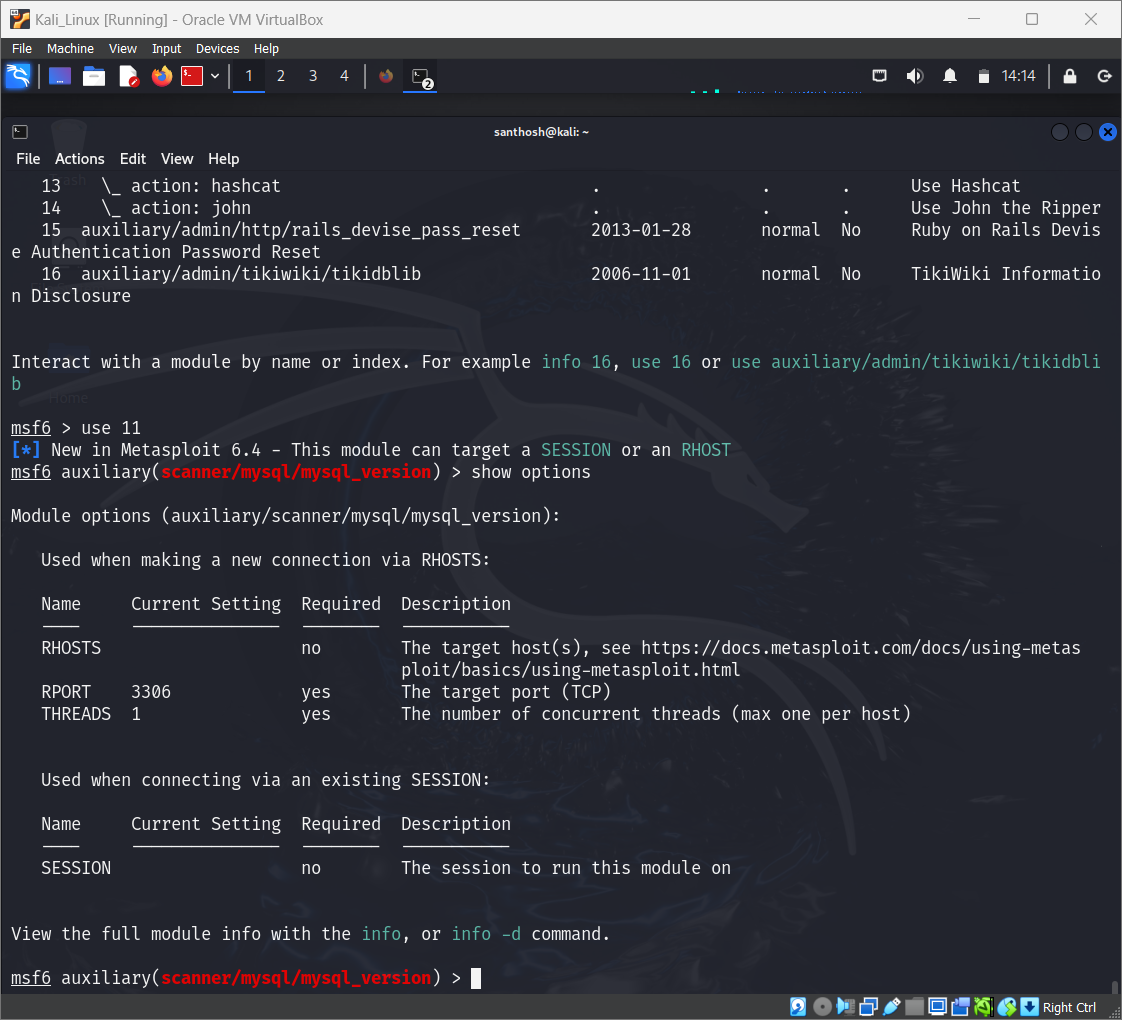 Kali_Linux [Running] - Oracle VM VirtualBox
File Machine View Input Devices Help
1 2 3 4 2 14:14
santhosh@kali: ~
File Actions Edit View Help
13 \_ action: hashcat . . . Use Hashcat
14 \_ action: john . . . Use John the Ripper
15 auxiliary/admin/http/rails_devise_pass_reset 2013-01-28 normal No Ruby on Rails Devis
e Authentication Password Reset
16 auxiliary/admin/tikiwiki/tikidblib 2006-11-01 normal No TikiWiki Informatio
n Disclosure
Interact with a module by name or index. For example info 16, use 16 or use auxiliary/admin/tikiwiki/tikidbli
b
Home
msf6 > use 11
[*] New in Metasploit 6.4 - This module can target a SESSION or an RHOST
msf6 auxiliary(scanner/mysql/mysql_version) > show options
Module options (auxiliary/scanner/mysql/mysql_version):
Used when making a new connection via RHOSTS:
Name Current Setting Required Description
---- --------------- -------- -----------
RHOSTS no The target host(s), see https://docs.metasploit.com/docs/using-metas
ploit/basics/using-metasploit.html
RPORT 3306 yes The target port (TCP)
THREADS 1 yes The number of concurrent threads (max one per host)
Used when connecting via an existing SESSION:
Name Current Setting Required Description
---- --------------- -------- -----------
SESSION no The session to run this module on
View the full module info with the info, or info -d command.
msf6 auxiliary(scanner/mysql/mysql_version) >
Right Ctrl